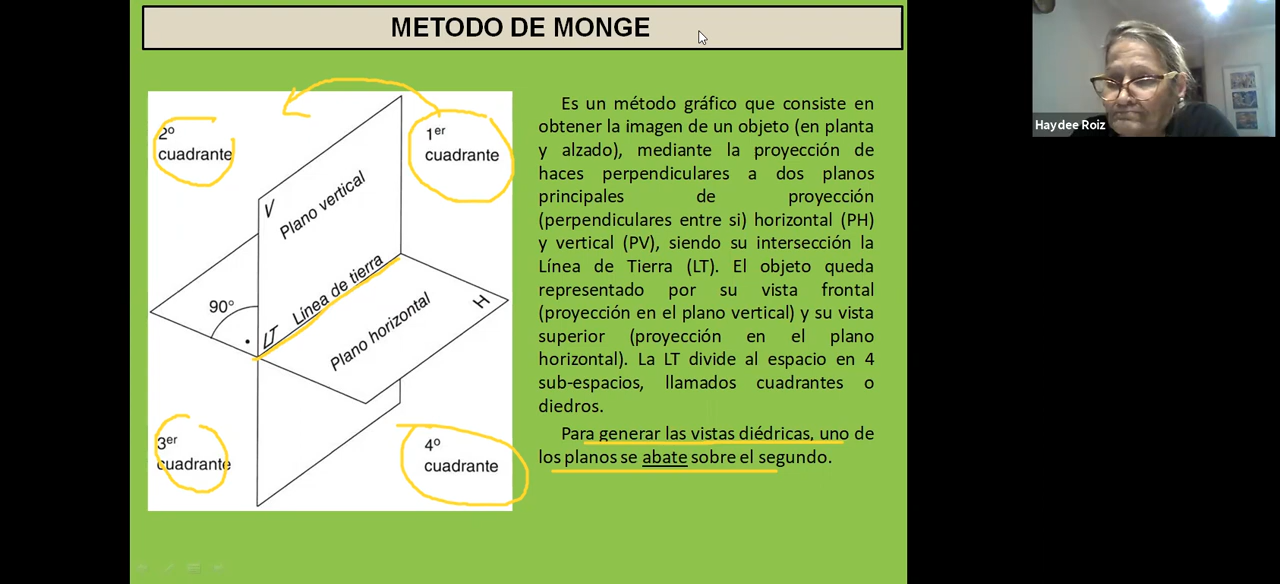 METODO DE MONGE
Haydee Roiz
2º
cuadrante
1er
cuadrante
V
Plano vertical
90º
LT
Línea de tierra
Plano horizontal
H
3er
cuadrante
4º
cuadrante
Es un método gráfico que consiste en
obtener la imagen de un objeto (en planta
y alzado), mediante la proyección de
haces perpendiculares a dos planos
principales de proyección
(perpendiculares entre si) horizontal (PH)
y vertical (PV), siendo su intersección la
Línea de Tierra (LT). El objeto queda
representado por su vista frontal
(proyección en el plano vertical) y su vista
superior (proyección en el plano
horizontal). La LT divide al espacio en 4
sub-espacios, llamados cuadrantes o
diedros.
Para generar las vistas diédricas, uno de
los planos se abate sobre el segundo.